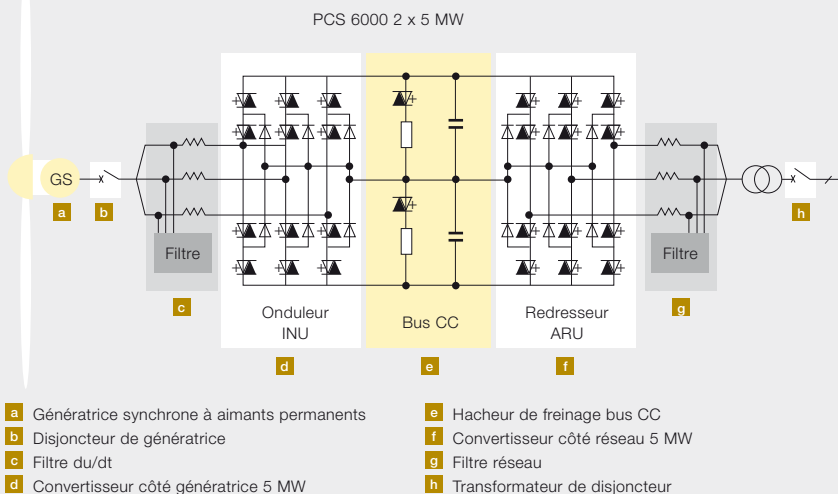 PCS 6000 2 x 5 MW
GS
a
b
Filtre
c
Onduleur
INU
d
Bus CC
e
Redresseur
ARU
f
Filtre
g
h
a Génératrice synchrone à aimants permanents
b Disjoncteur de génératrice
c Filtre du/dt
d Convertisseur côté génératrice 5 MW
e Hacheur de freinage bus CC
f Convertisseur côté réseau 5 MW
g Filtre réseau
h Transformateur de disjoncteur